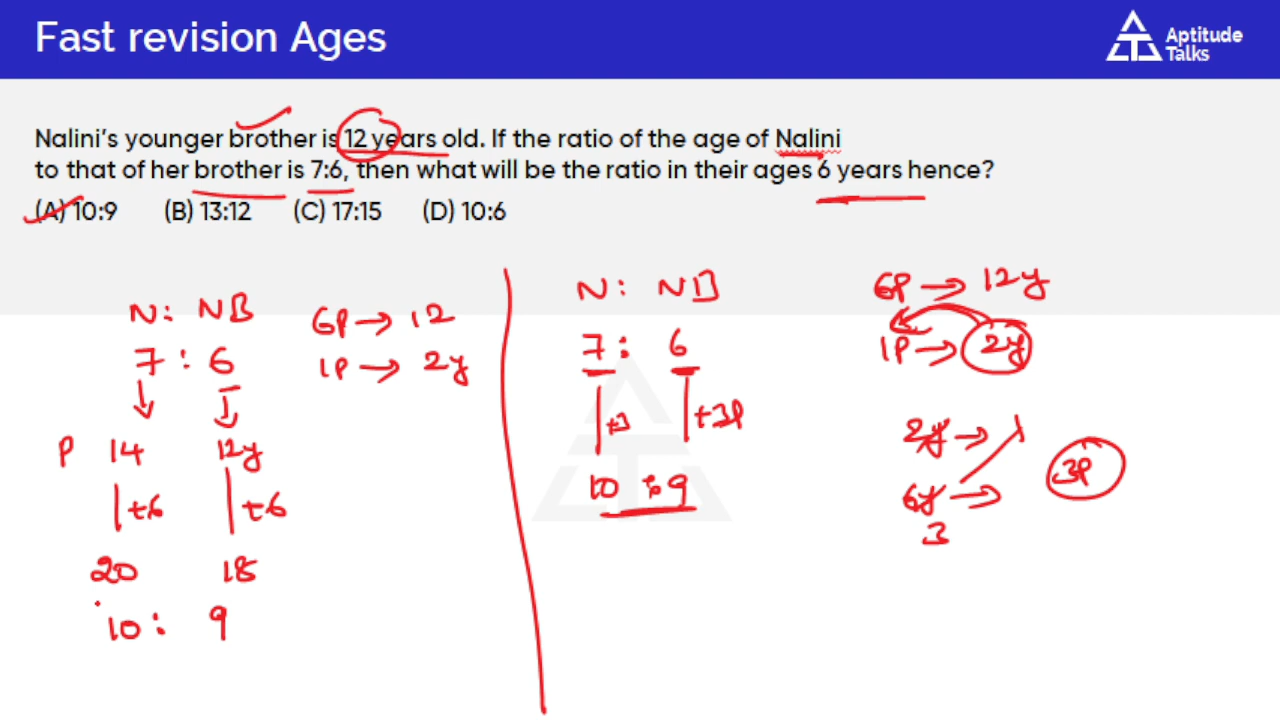 Fast revision Ages
Aptitude
Talks
Nalini's younger brother is 12 years old. If the ratio of the age of Nalini
to that of her brother is 7:6, then what will be the ratio in their ages 6 years hence?
(A) 10:9 (B) 13:12 (C) 17:15 (D) 10:6
N: NB
7 : 6
P 14 12y
+6 +6
20 18
10: 9
6P → 12
1P → 2y
N: NB
7: 6
+3 +3P
10 : 9
6P → 12y
1P → 2y
2y → 1
6y →
3
3P